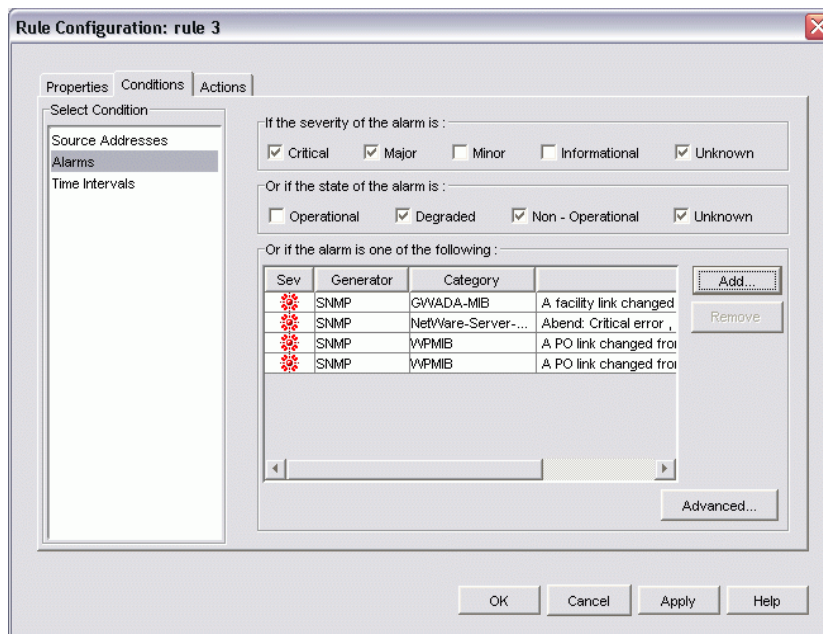 Rule Configuration: rule 3
Properties Conditions Actions
Select Condition
Source Addresses
Alarms
Time Intervals
If the severity of the alarm is :
Critical Major Minor Informational Unknown
Or if the state of the alarm is :
Operational Degraded Non - Operational Unknown
Or if the alarm is one of the following :
Sev Generator Category
SNMP GWADA-MIB A facility link changed
SNMP NetWare-Server-... Abend: Critical error ,
SNMP WPMIB A PO link changed from
SNMP WPMIB A PO link changed from
Add...
Remove
Advanced...
OK Cancel Apply Help